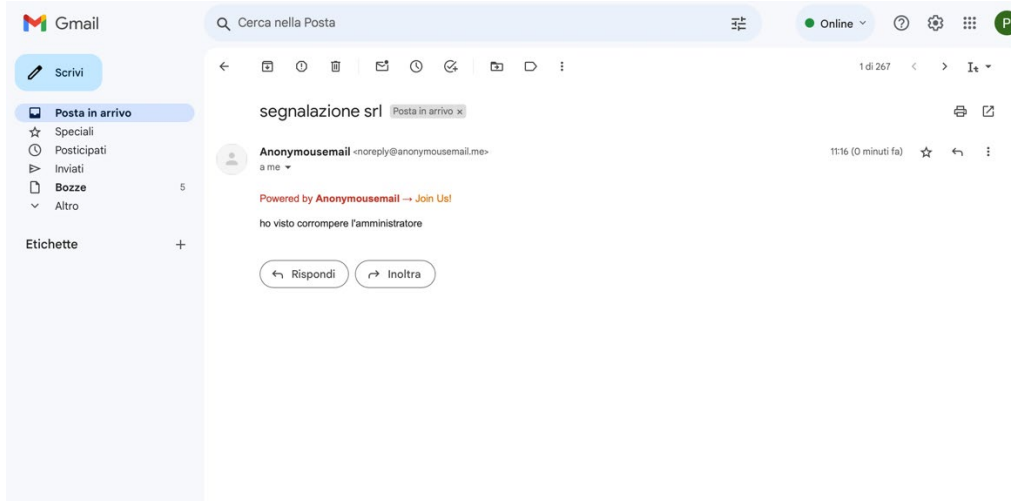 Gmail
Cerca nella Posta
Online
P
Scrivi
1 di 267
Posta in arrivo
Speciali
Posticipati
Inviati
Bozze 5
Altro
Etichette +
segnalazione srl Posta in arrivo x
Anonymousemail <noreply@anonymousemail.me> 11:16 (0 minuti fa)
a me
Powered by Anonymousemail → Join Us!
ho visto corrompere l'amministratore
Rispondi
Inoltra